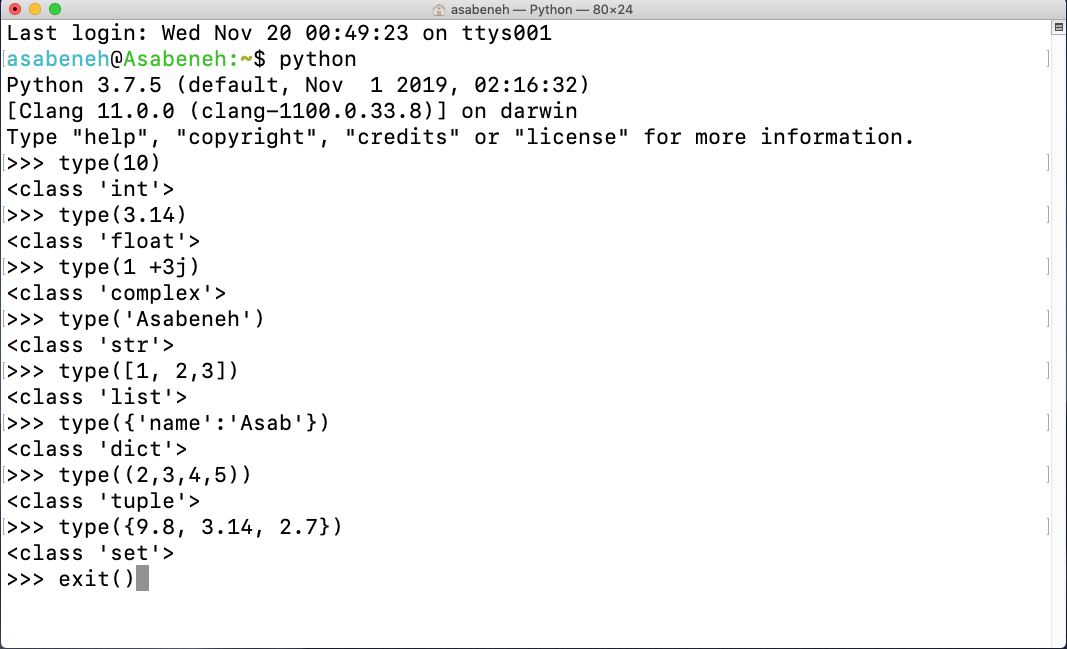 asabeneh — Python — 80×24
Last login: Wed Nov 20 00:49:23 on ttys001
asabeneh@Asabeneh:~$ python
Python 3.7.5 (default, Nov  1 2019, 02:16:32)
[Clang 11.0.0 (clang-1100.0.33.8)] on darwin
Type "help", "copyright", "credits" or "license" for more information.
>>> type(10)
<class 'int'>
>>> type(3.14)
<class 'float'>
>>> type(1 +3j)
<class 'complex'>
>>> type('Asabeneh')
<class 'str'>
>>> type([1, 2,3])
<class 'list'>
>>> type({'name':'Asab'})
<class 'dict'>
>>> type((2,3,4,5))
<class 'tuple'>
>>> type({9.8, 3.14, 2.7})
<class 'set'>
>>> exit()